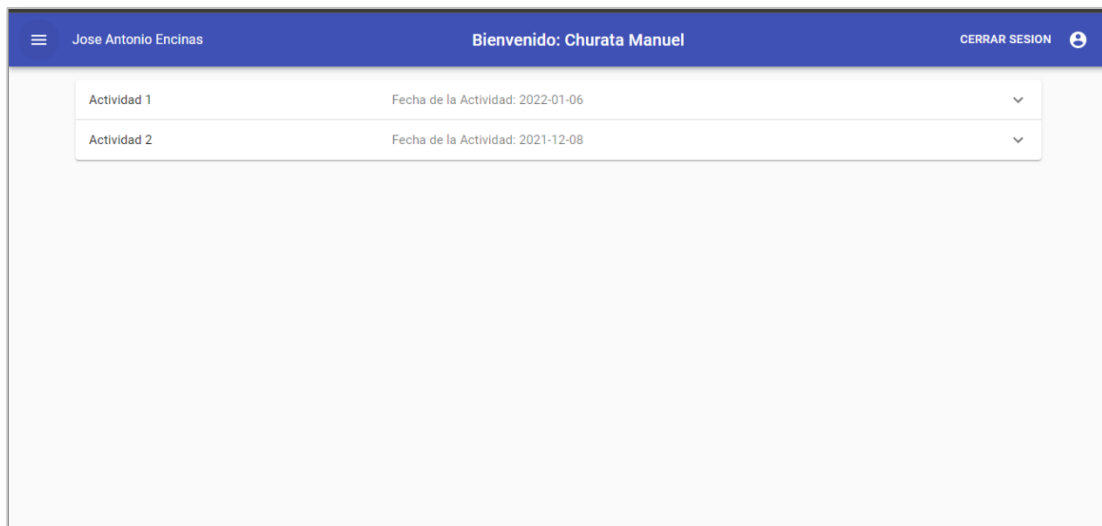 Jose Antonio Encinas Bienvenido: Churata Manuel CERRAR SESION
Actividad 1 Fecha de la Actividad: 2022-01-06
Actividad 2 Fecha de la Actividad: 2021-12-08